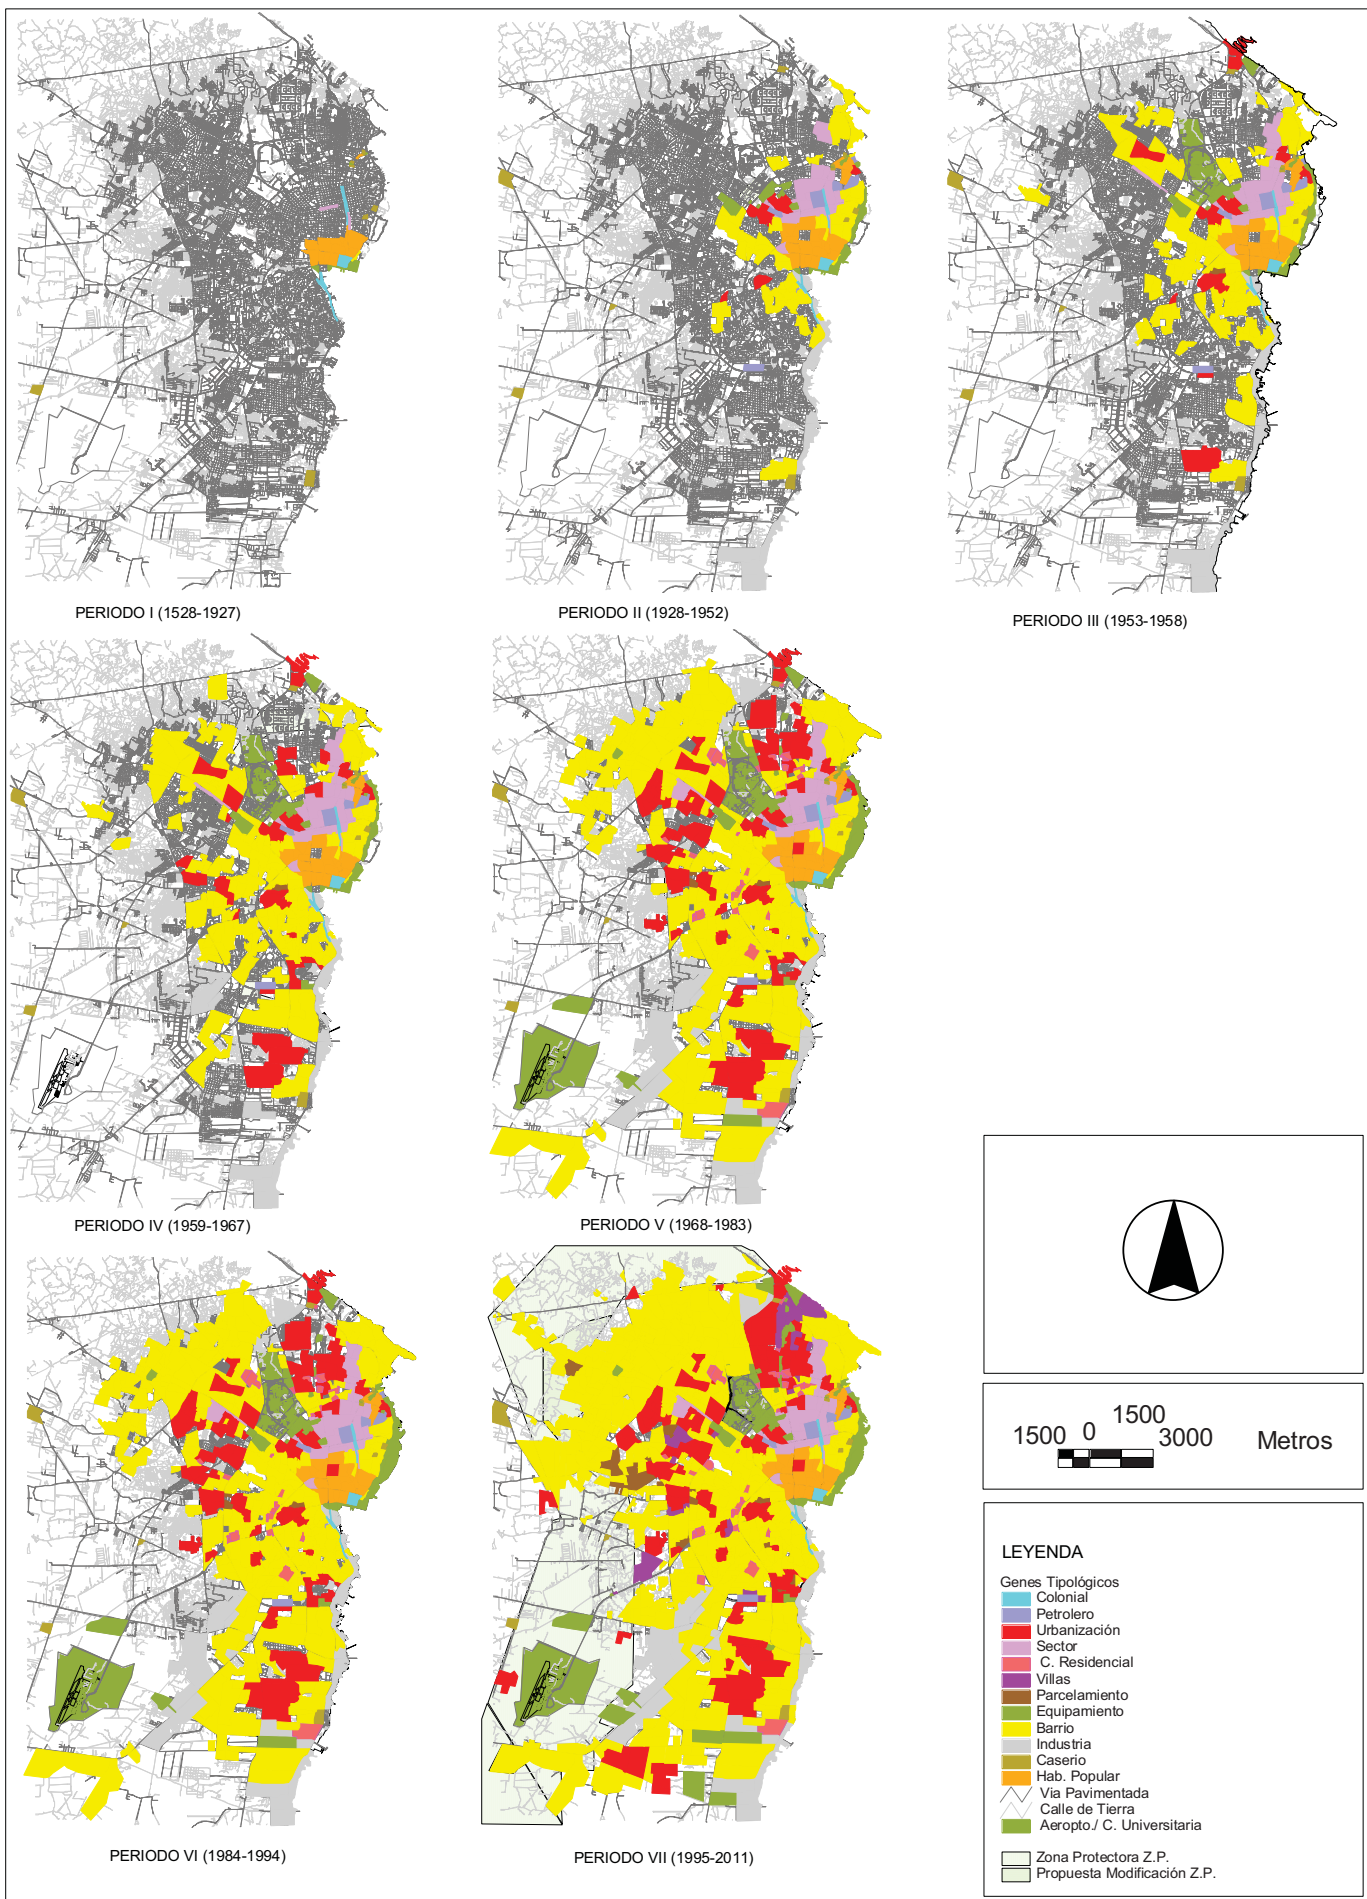 PERIODO I (1528-1927)
PERIODO II (1928-1952)
PERIODO III (1953-1958)
PERIODO IV (1959-1967)
PERIODO V (1968-1983)
PERIODO VI (1984-1994)
PERIODO VII (1995-2011)
1500 0 1500 3000 Metros
LEYENDA
Genes Tipológicos
Colonial
Petrolero
Urbanización
Sector
C. Residencial
Villas
Parcelamiento
Equipamiento
Barrio
Industria
Caserio
Hab. Popular
Via Pavimentada
Calle de Tierra
Aeropto./ C. Universitaria
Zona Protectora Z.P.
Propuesta Modificación Z.P.